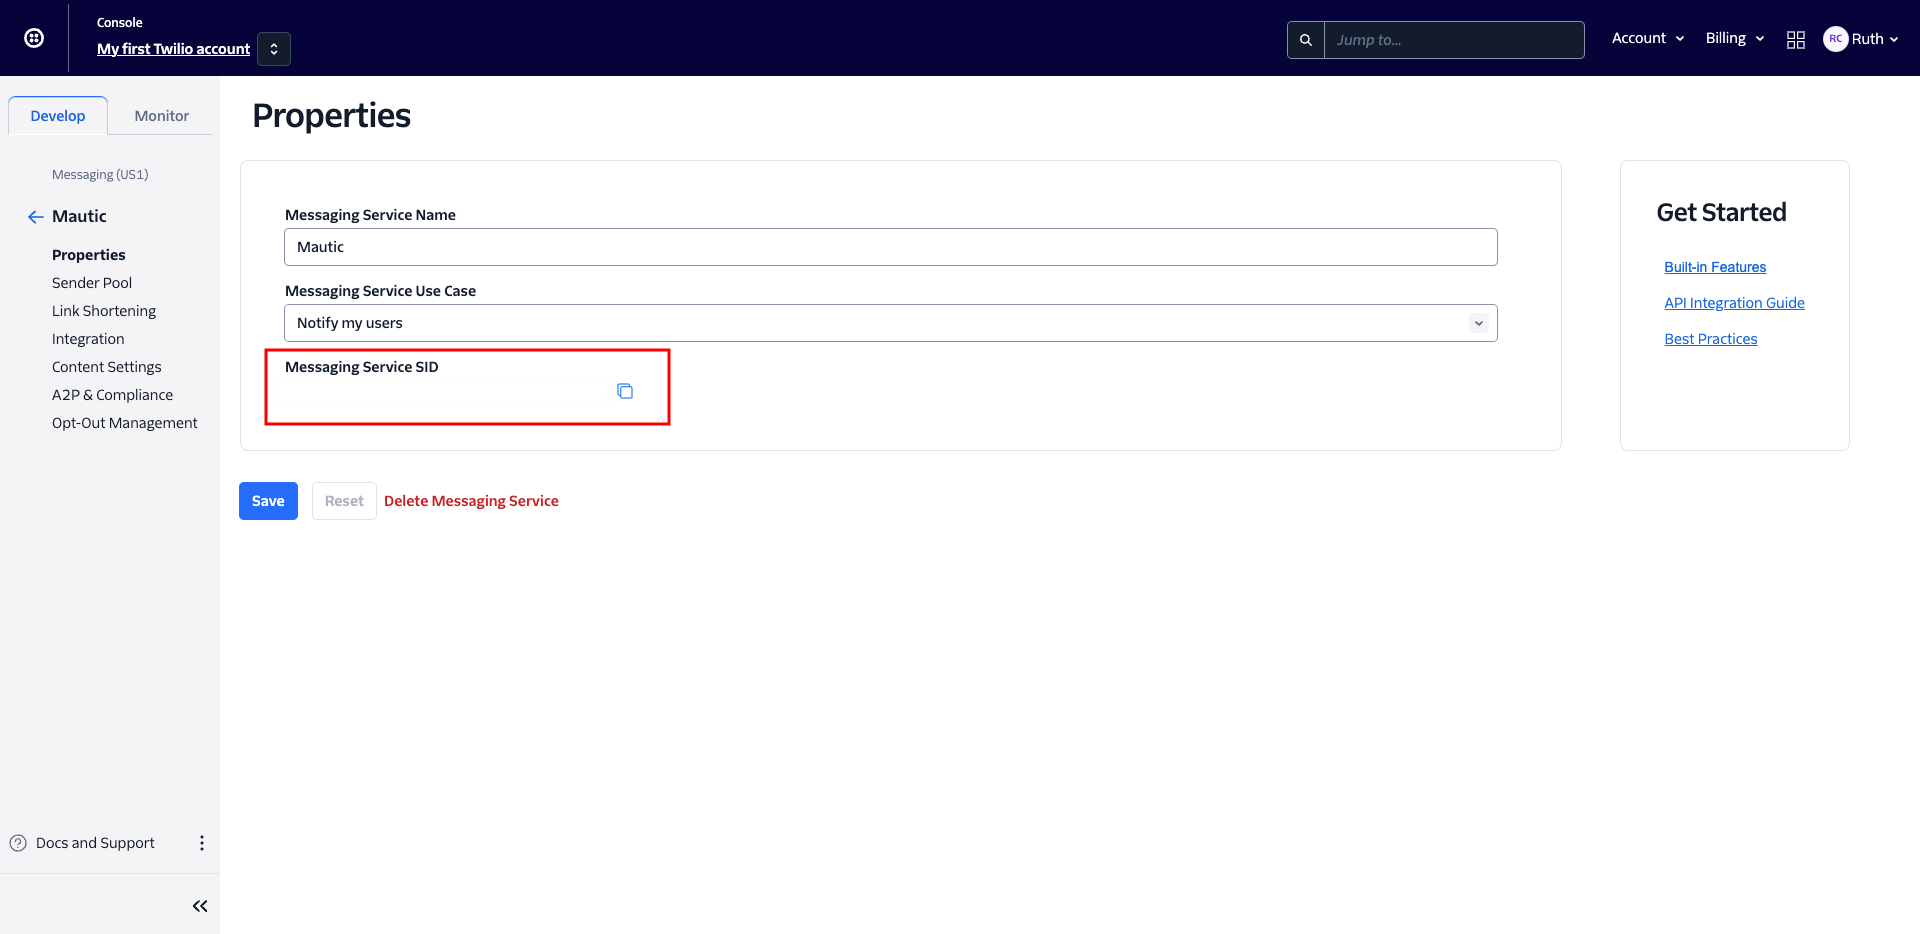 Console
My first Twilio account
Jump to...
Account
Billing
RC
Ruth
Develop
Monitor
Messaging (US1)
Mautic
Properties
Sender Pool
Link Shortening
Integration
Content Settings
A2P & Compliance
Opt-Out Management
Docs and Support
Properties
Messaging Service Name
Mautic
Messaging Service Use Case
Notify my users
Messaging Service SID
Save
Reset
Delete Messaging Service
Get Started
Built-in Features
API Integration Guide
Best Practices